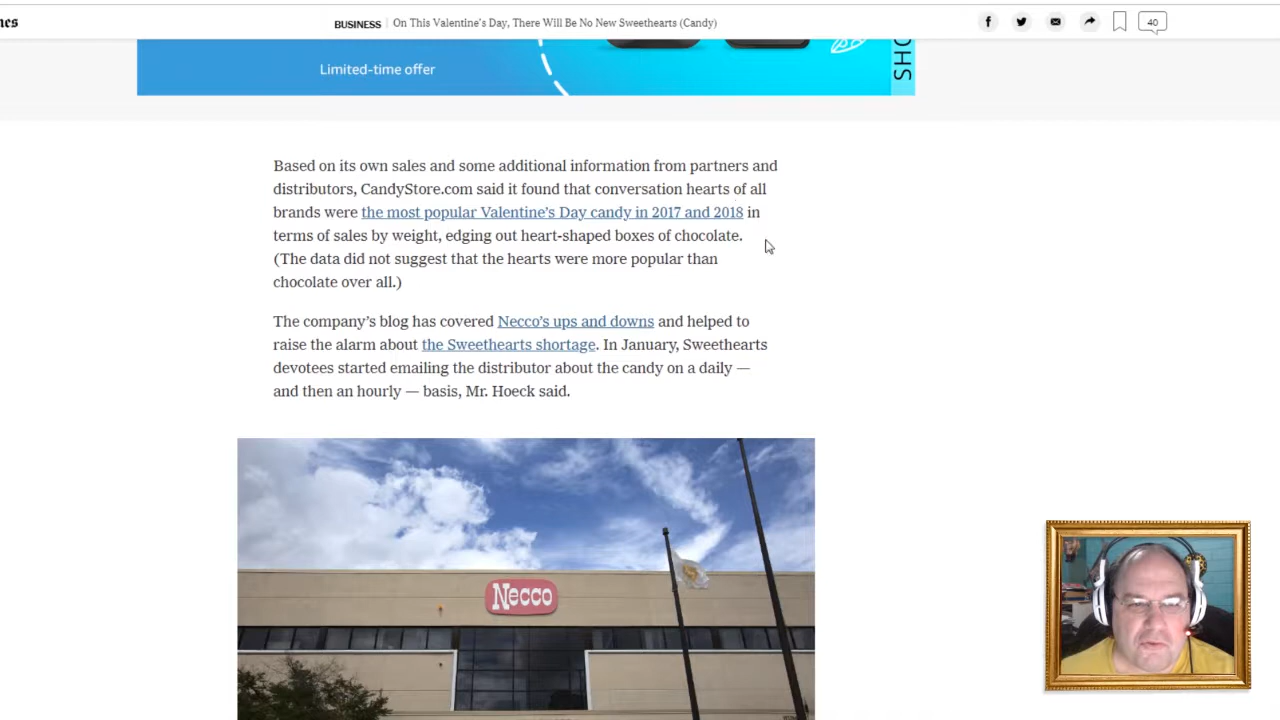 nes
BUSINESS On This Valentine's Day, There Will Be No New Sweethearts (Candy)
40
Limited-time offer
SHO
Based on its own sales and some additional information from partners and
distributors, CandyStore.com said it found that conversation hearts of all
brands were the most popular Valentine's Day candy in 2017 and 2018 in
terms of sales by weight, edging out heart-shaped boxes of chocolate.
(The data did not suggest that the hearts were more popular than
chocolate over all.)
The company's blog has covered Necco's ups and downs and helped to
raise the alarm about the Sweethearts shortage. In January, Sweethearts
devotees started emailing the distributor about the candy on a daily —
and then an hourly — basis, Mr. Hoeck said.
Necco